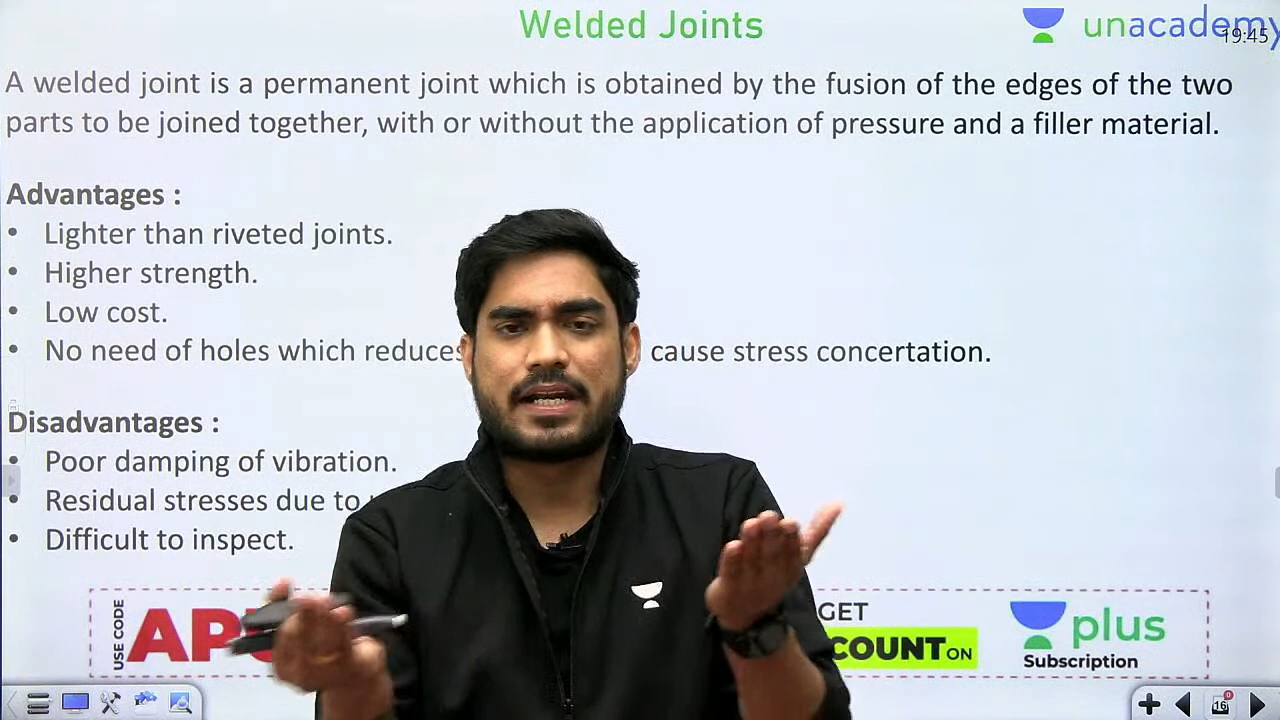 Welded Joints
unacademy
19:45
A welded joint is a permanent joint which is obtained by the fusion of the edges of the two
parts to be joined together, with or without the application of pressure and a filler material.
Advantages :
• Lighter than riveted joints.
• Higher strength.
• Low cost.
• No need of holes which reduces cause stress concertation.
Disadvantages :
• Poor damping of vibration.
• Residual stresses due to
• Difficult to inspect.
USE CODE
GET
COUNT ON
plus
Subscription
16
0